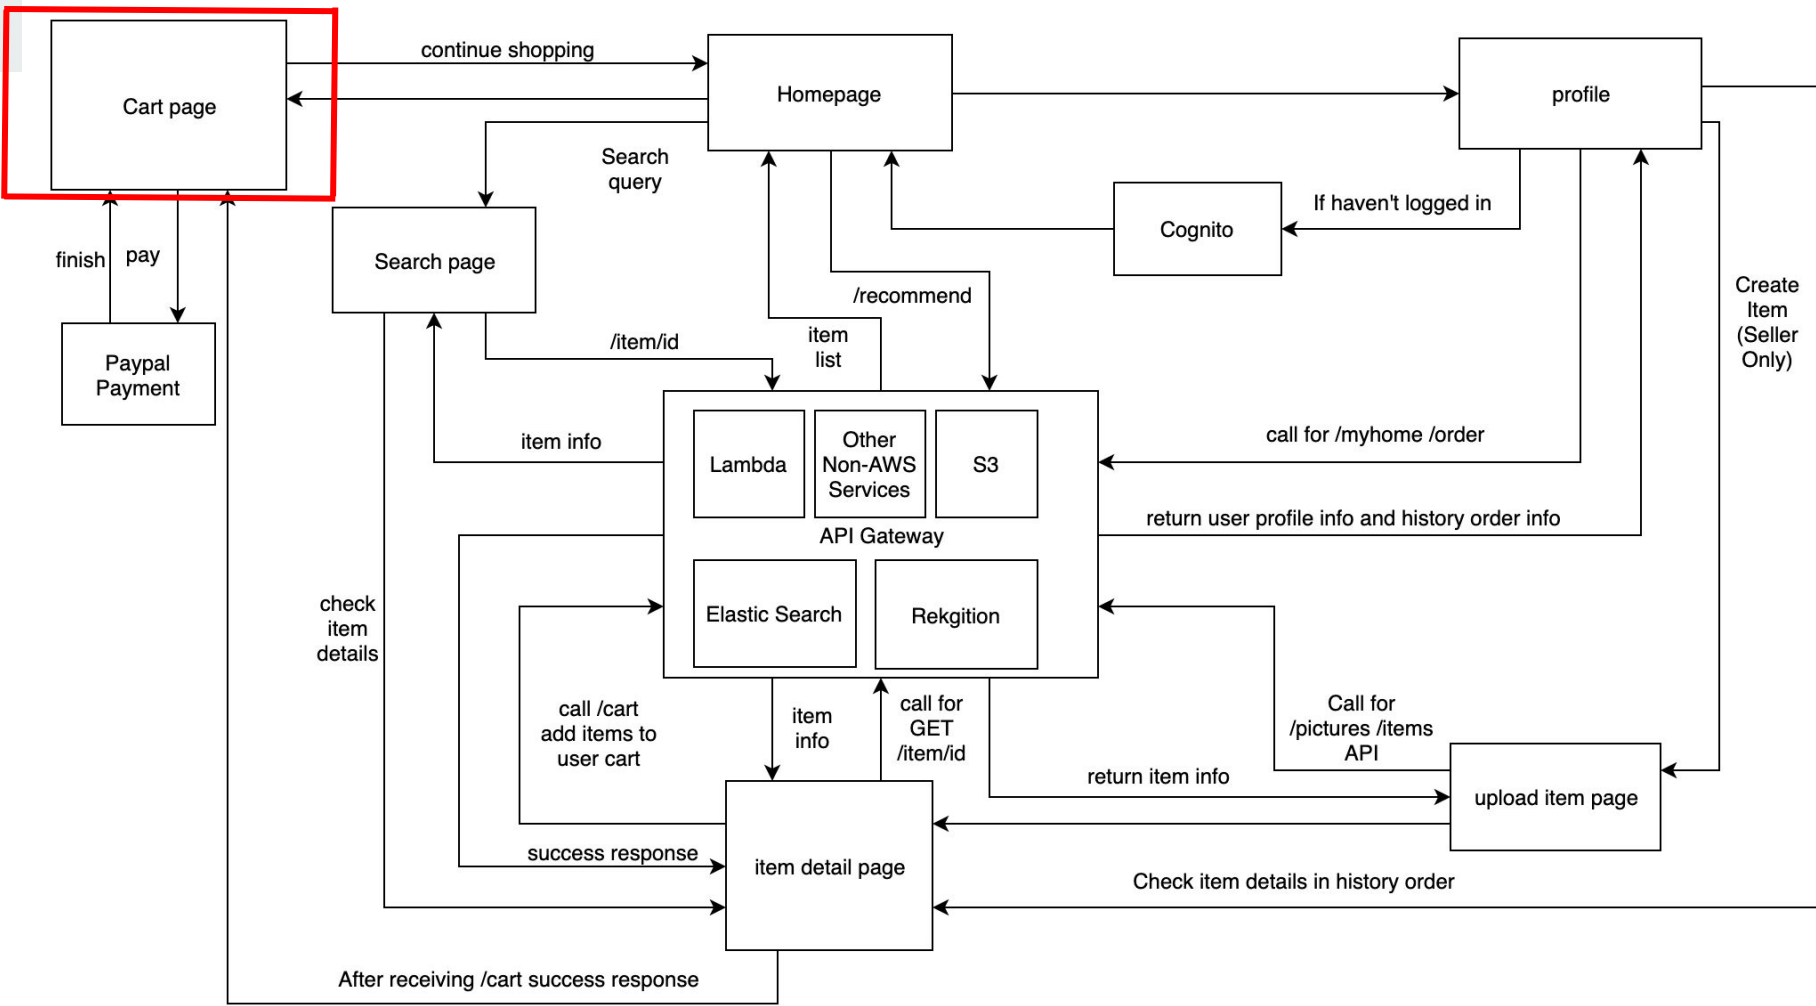 continue shopping
Cart page
Homepage
profile
Search
query
If haven't logged in
Cognito
finish
pay
Search page
Create
Item
(Seller
Only)
/recommend
/item/id
item
list
Paypal
Payment
item info
call for /myhome /order
Lambda
Other
Non-AWS
Services
S3
return user profile info and history order info
API Gateway
check
item
details
Elastic Search
Rekgition
call /cart
add items to
user cart
item
info
call for
GET
/item/id
Call for
/pictures /items
API
return item info
upload item page
success response
item detail page
Check item details in history order
After receiving /cart success response